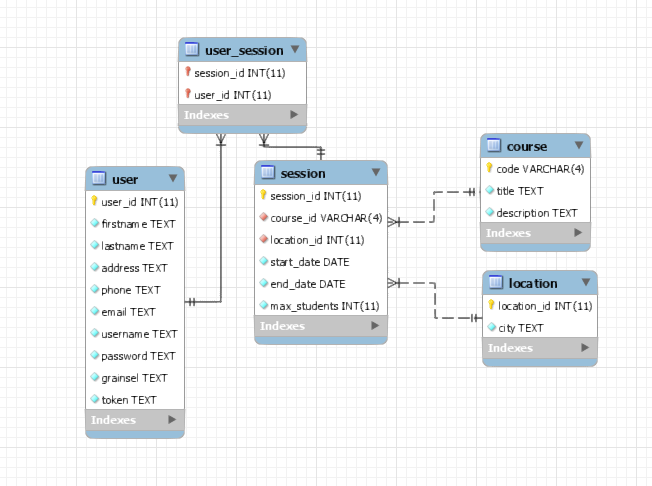 user_session
session_id INT(11)
user_id INT(11)
Indexes
user
user_id INT(11)
firstname TEXT
lastname TEXT
address TEXT
phone TEXT
email TEXT
username TEXT
password TEXT
grainsel TEXT
token TEXT
Indexes
session
session_id INT(11)
course_id VARCHAR(4)
location_id INT(11)
start_date DATE
end_date DATE
max_students INT(11)
Indexes
course
code VARCHAR(4)
title TEXT
description TEXT
Indexes
location
location_id INT(11)
city TEXT
Indexes